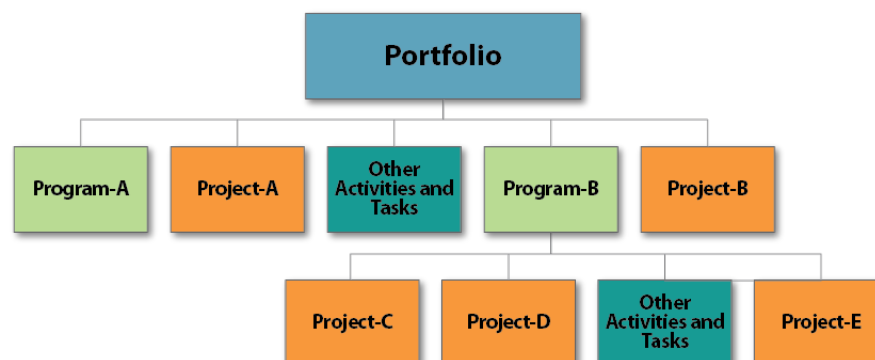 Portfolio
Program-A
Project-A
Other
Activities and
Tasks
Program-B
Project-B
Project-C
Project-D
Other
Activities and
Tasks
Project-E